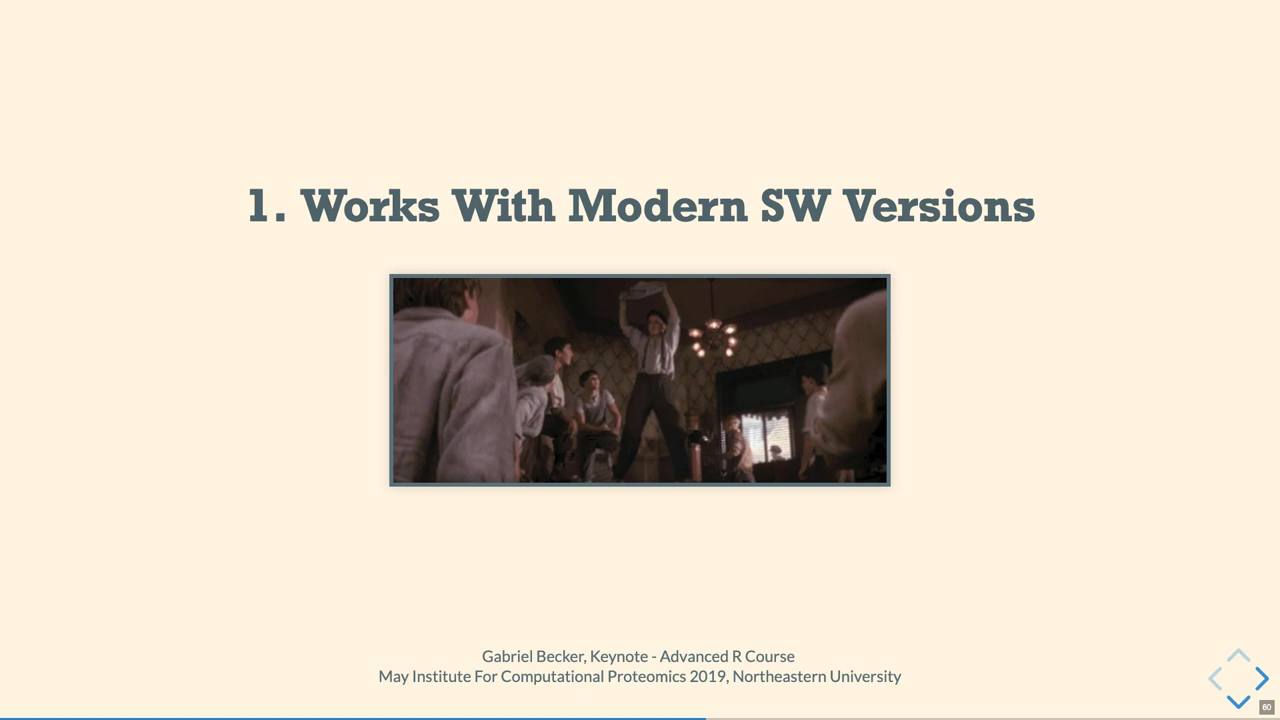 1. Works With Modern SW Versions
Gabriel Becker, Keynote - Advanced R Course
May Institute For Computational Proteomics 2019, Northeastern University
60